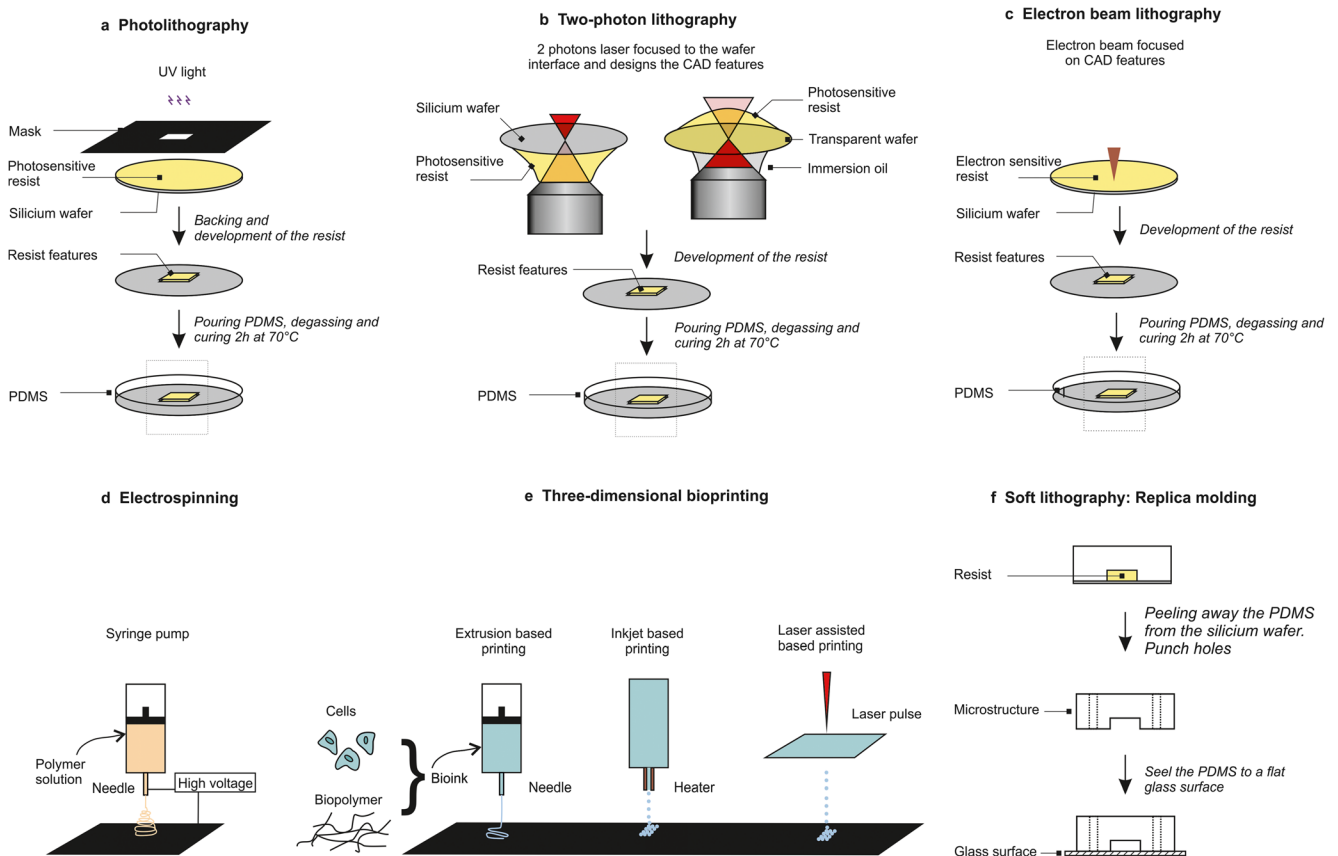 a Photolithography
UV light
Mask
Photosensitive
resist
Silicium wafer
Backing and
development of the resist
Resist features
Pouring PDMS, degassing and
curing 2h at 70°C
PDMS
b Two-photon lithography
2 photons laser focused to the wafer
interface and designs the CAD features
Silicium wafer
Photosensitive
resist
Photosensitive
resist
Transparent wafer
Immersion oil
Development of the resist
Resist features
Pouring PDMS, degassing and
curing 2h at 70°C
PDMS
c Electron beam lithography
Electron beam focused
on CAD features
Electron sensitive
resist
Silicium wafer
Development of the resist
Resist features
Pouring PDMS, degassing and
curing 2h at 70°C
PDMS
d Electrospinning
Syringe pump
Polymer
solution
Needle
High voltage
e Three-dimensional bioprinting
Cells
Biopolymer
Bioink
Extrusion based
printing
Needle
Inkjet based
printing
Heater
Laser assisted
based printing
Laser pulse
f Soft lithography: Replica molding
Resist
Peeling away the PDMS
from the silicium wafer.
Punch holes
Microstructure
Seel the PDMS to a flat
glass surface
Glass surface